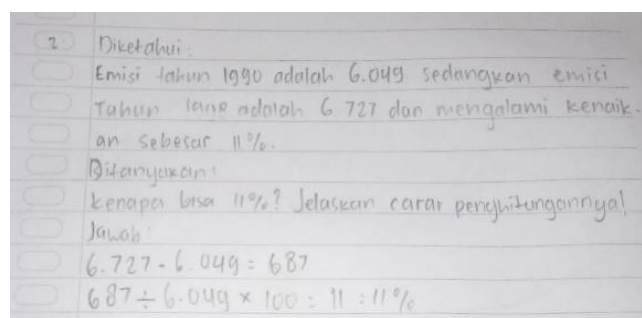 2 Diketahui:
Emisi tahun 1990 adalah 6.049 sedangkan emisi
Tahun adalah 6.727 dan mengalami kenaik-
an sebesar 11%.
Ditanyakan:
kenapa bisa 11%? Jelaskan carar penghitungannya!
Jawab:
6.727 - 6.049 = 687
687 ÷ 6.049 × 100 = 11 = 11%